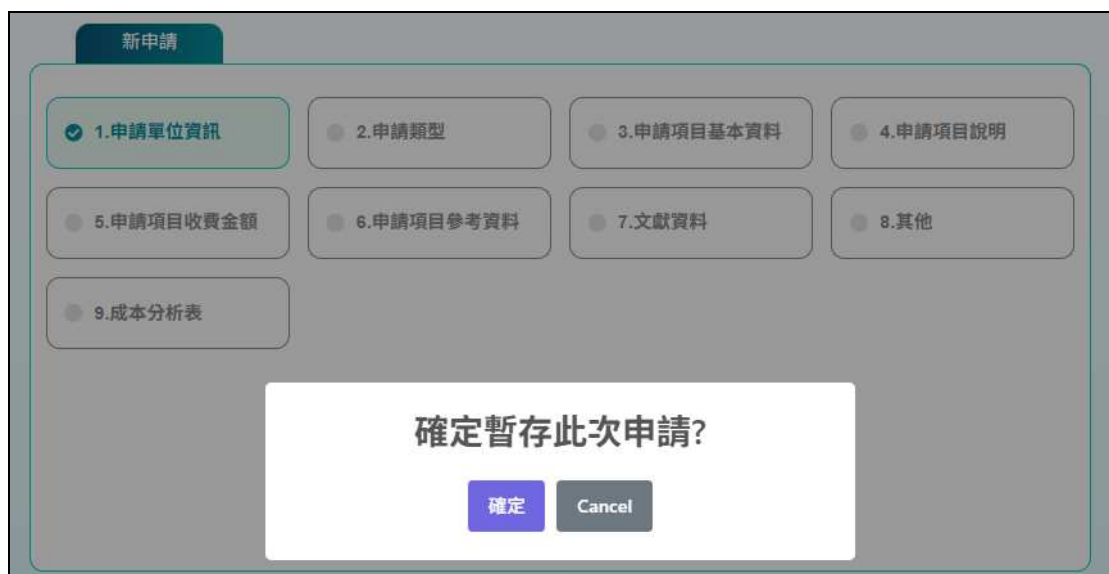 新申請
1.申請單位資訊
2.申請類型
3.申請項目基本資料
4.申請項目說明
5.申請項目收費金額
6.申請項目參考資料
7.文獻資料
8.其他
9.成本分析表
確定暫存此次申請?
確定
Cancel